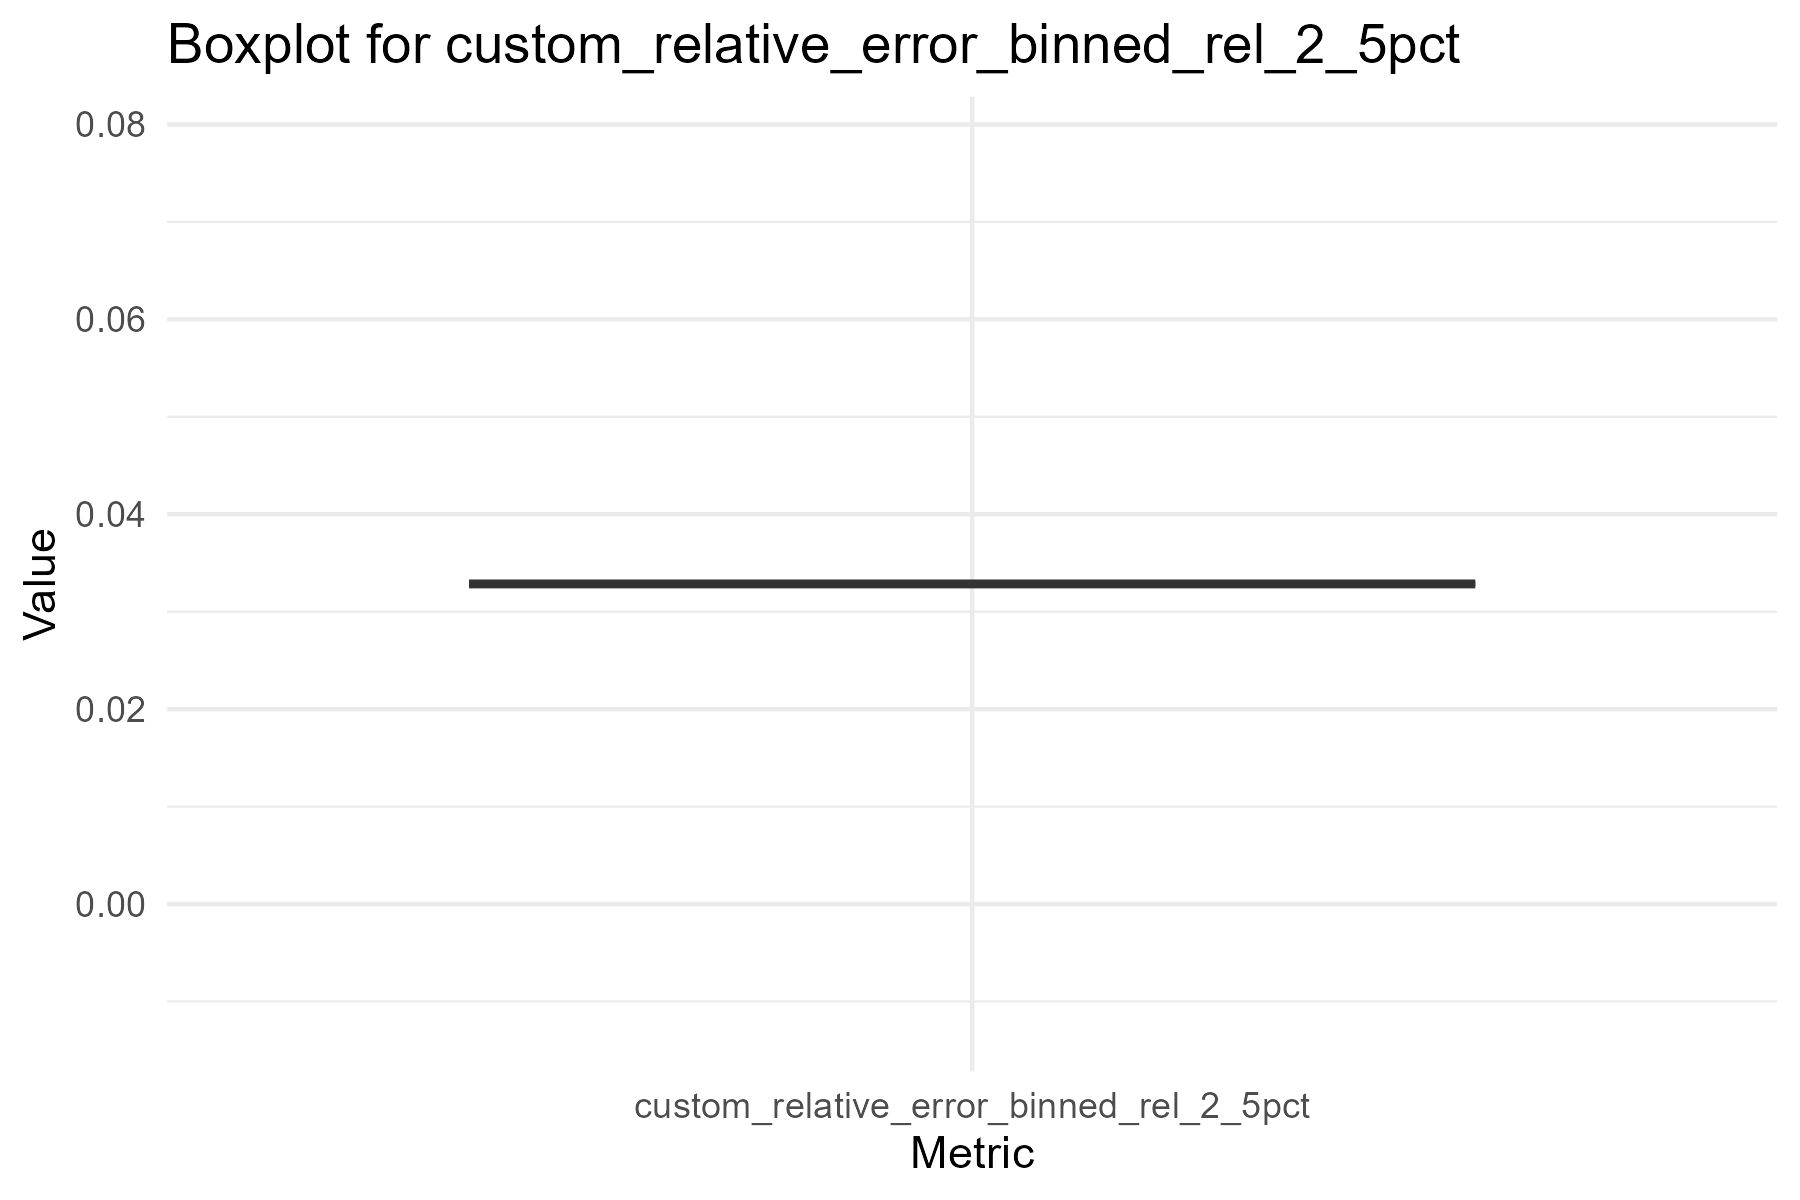 Boxplot for custom_relative_error_binned_rel_2_5pct
0.08
0.06
0.04
0.02
0.00
Value
custom_relative_error_binned_rel_2_5pct
Metric